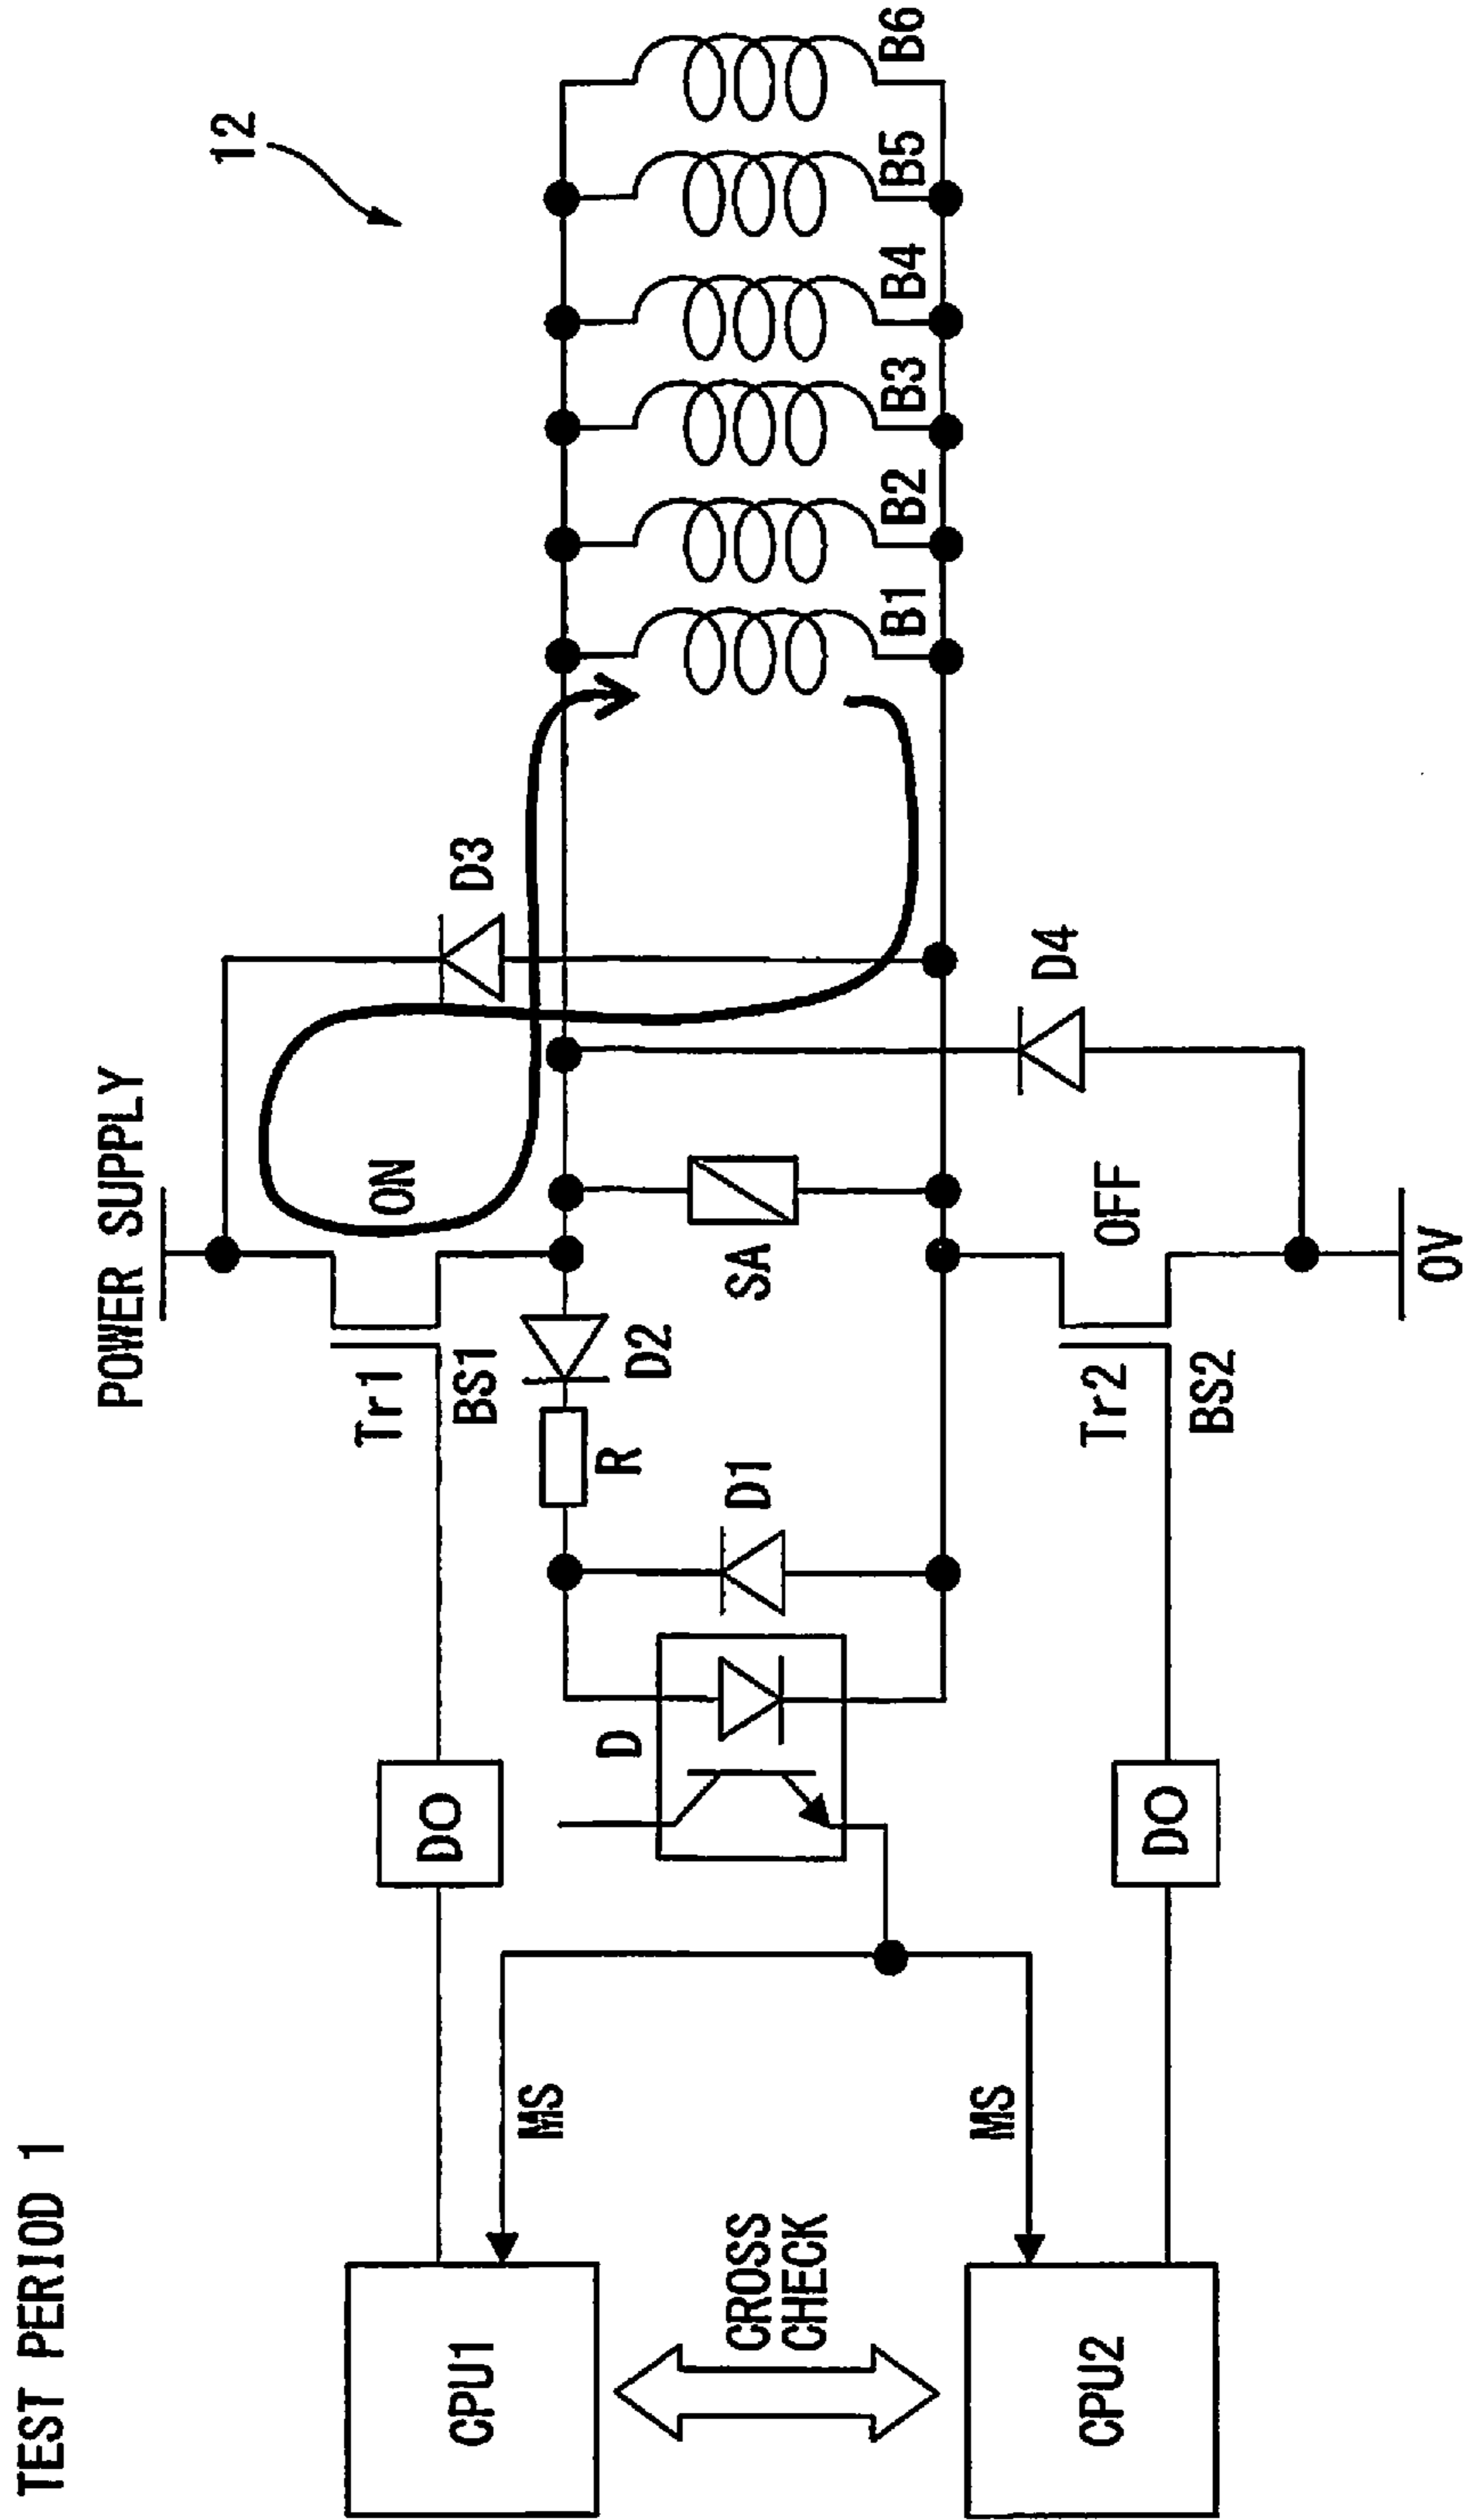 TEST PERIOD 1
POWER SUPPLY
12
Tr1
ON
BS1
D3
CPU1
DO
MS
R
D2
D
D1
SA
B1
B2
B3
B4
B5
B6
CROSS
CHECK
MS
D4
CPU2
DO
Tr2
OFF
BS2
0V